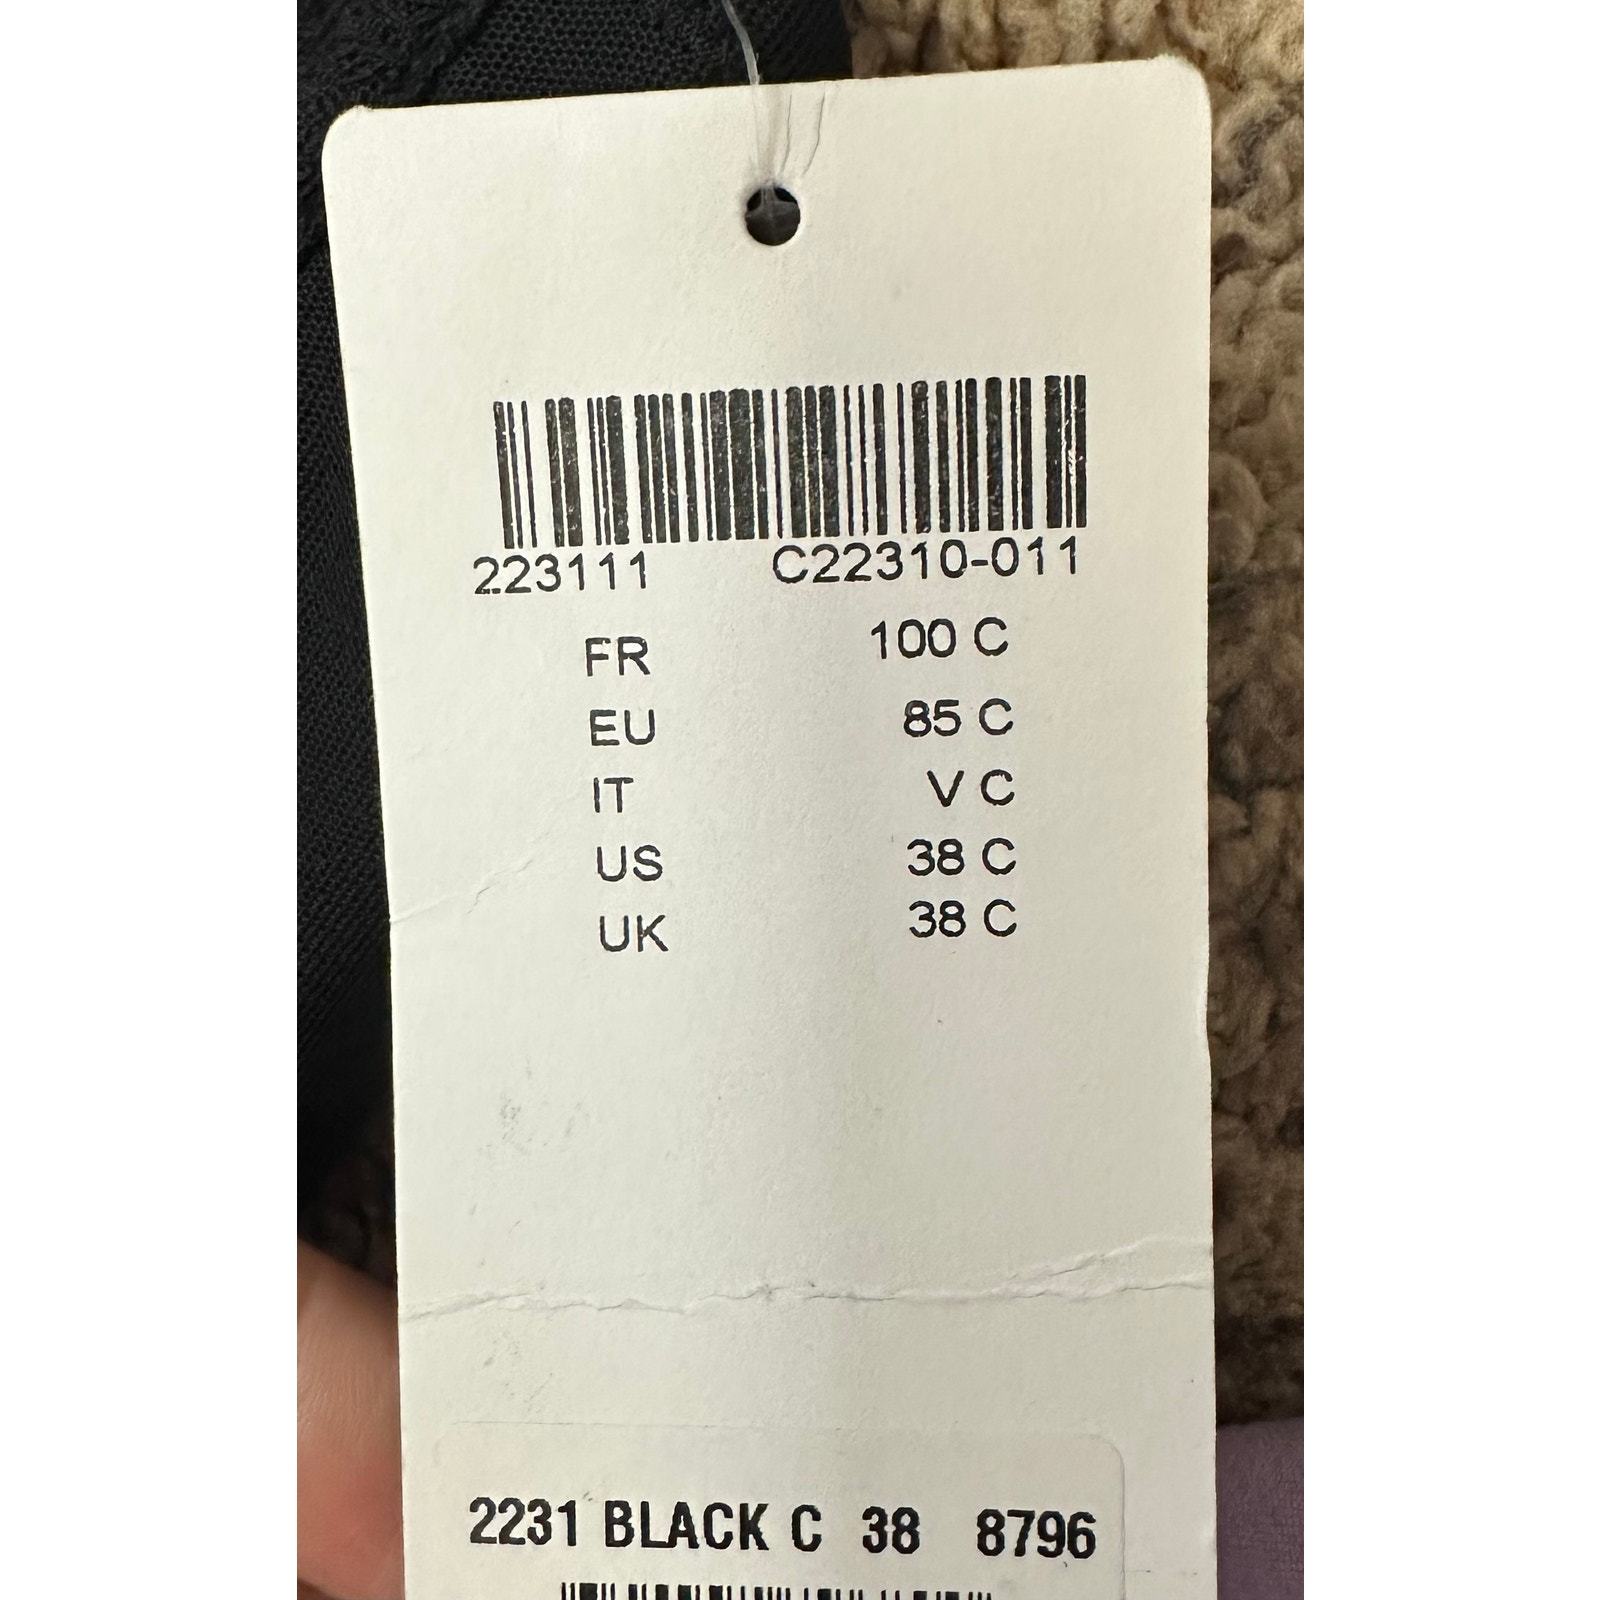 223111 C22310-011
FR 100 C
EU 85 C
IT V C
US 38 C
UK 38 C
2231 BLACK C 38 8796